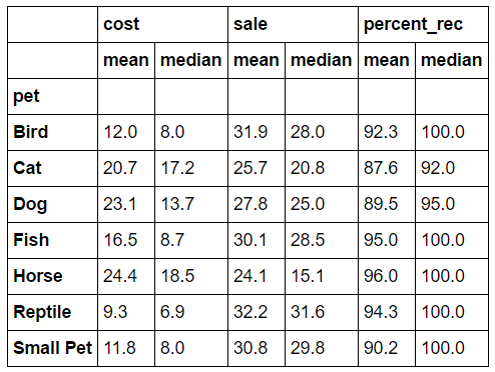 cost sale percent_rec
mean median mean median mean median
pet
Bird 12.0 8.0 31.9 28.0 92.3 100.0
Cat 20.7 17.2 25.7 20.8 87.6 92.0
Dog 23.1 13.7 27.8 25.0 89.5 95.0
Fish 16.5 8.7 30.1 28.5 95.0 100.0
Horse 24.4 18.5 24.1 15.1 96.0 100.0
Reptile 9.3 6.9 32.2 31.6 94.3 100.0
Small Pet 11.8 8.0 30.8 29.8 90.2 100.0